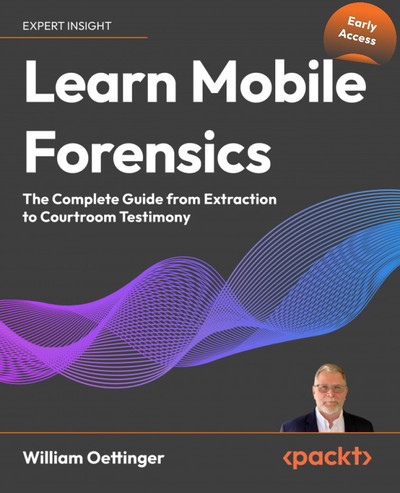 EXPERT INSIGHT
Early
Access
Learn Mobile
Forensics
The Complete Guide from Extraction
to Courtroom Testimony
William Oettinger
<packt>